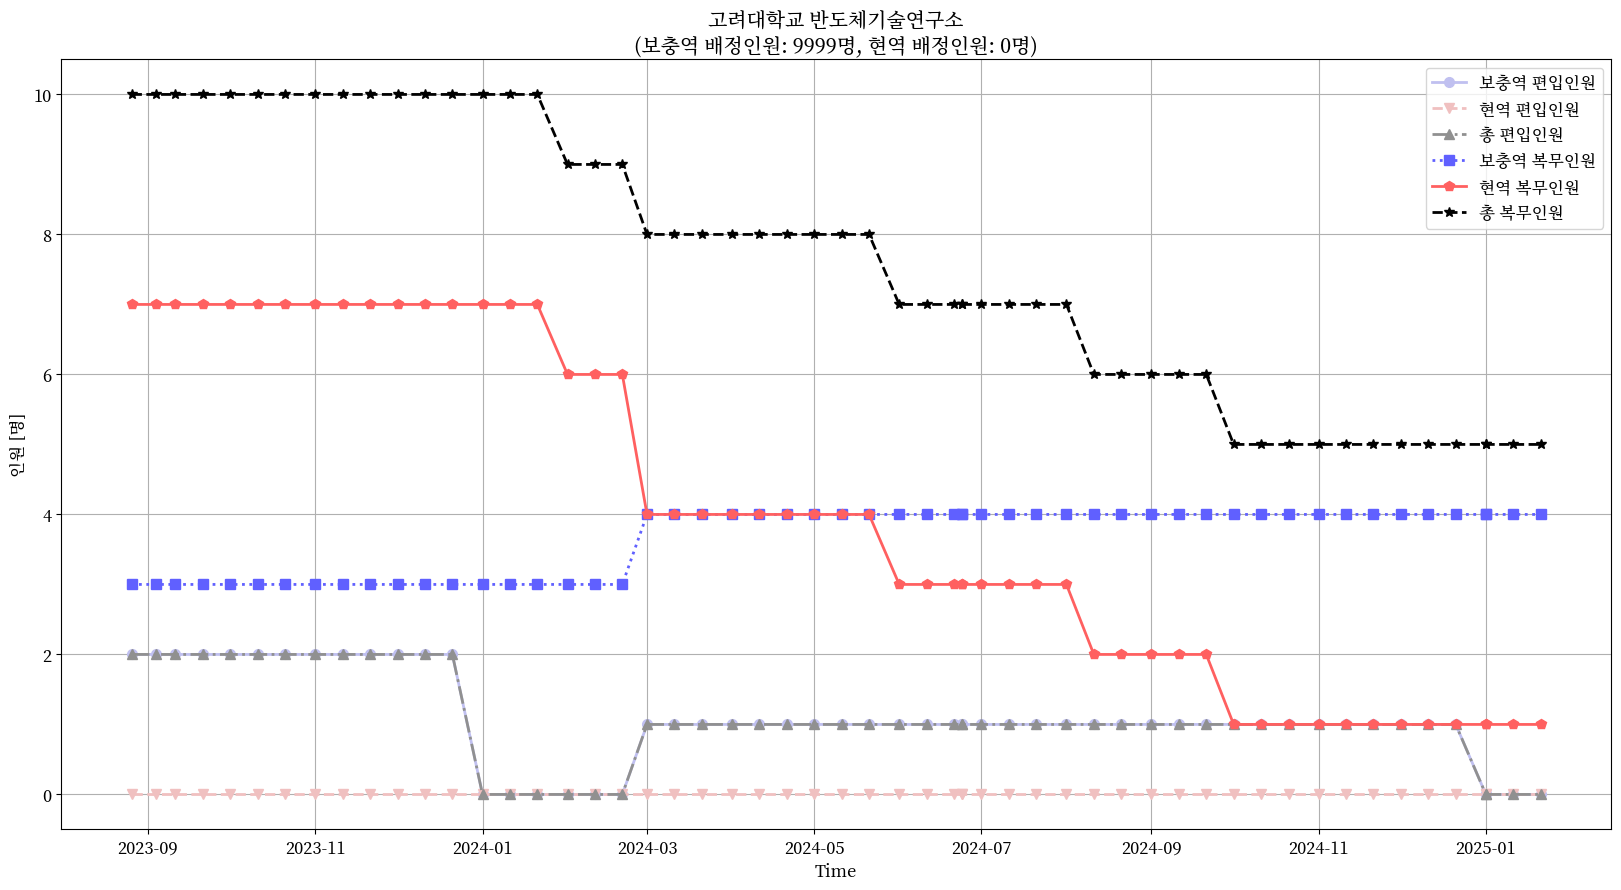 고려대학교 반도체기술연구소
(보충역 배정인원: 9999명, 현역 배정인원: 0명)
보충역 편입인원
현역 편입인원
총 편입인원
보충역 복무인원
현역 복무인원
총 복무인원
인원 [명]
10
8
6
4
2
0
2023-09
2023-11
2024-01
2024-03
2024-05
2024-07
2024-09
2024-11
2025-01
Time